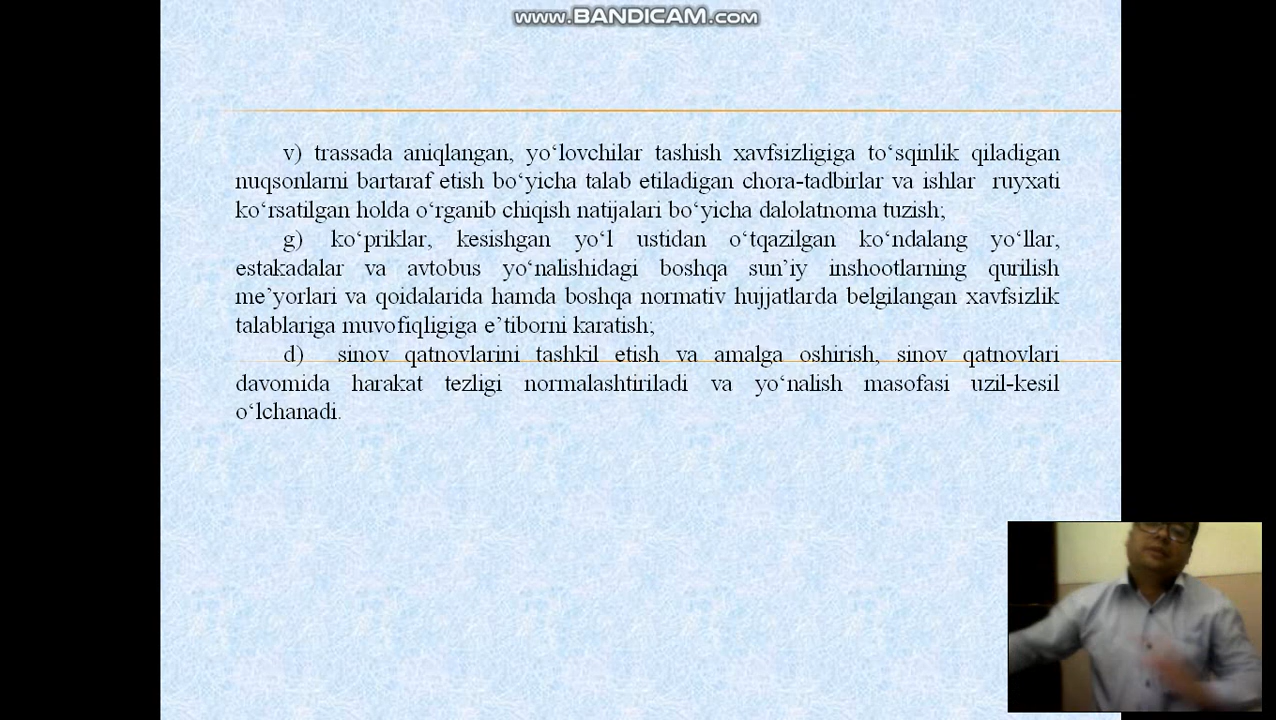 www.BANDICAM.com
v) trassada aniqlangan, yo‘lovchilar tashish xavfsizligiga to‘sqinlik qiladigan
nuqsonlarni bartaraf etish bo‘yicha talab etiladigan chora-tadbirlar va ishlar ruyxati
ko‘rsatilgan holda o‘rganib chiqish natijalari bo‘yicha dalolatnoma tuzish;
g) ko‘priklar, kesishgan yo‘l ustidan o‘tqazilgan ko‘ndalang yo‘llar,
estakadalar va avtobus yo‘nalishidagi boshqa sun’iy inshootlarning qurilish
me’yorlari va qoidalarida hamda boshqa normativ hujjatlarda belgilangan xavfsizlik
talablariga muvofiqligiga e’tiborni karatish;
d) sinov qatnovlarini tashkil etish va amalga oshirish, sinov qatnovlari
davomida harakat tezligi normalashtiriladi va yo‘nalish masofasi uzil-kesil
o‘lchanadi.